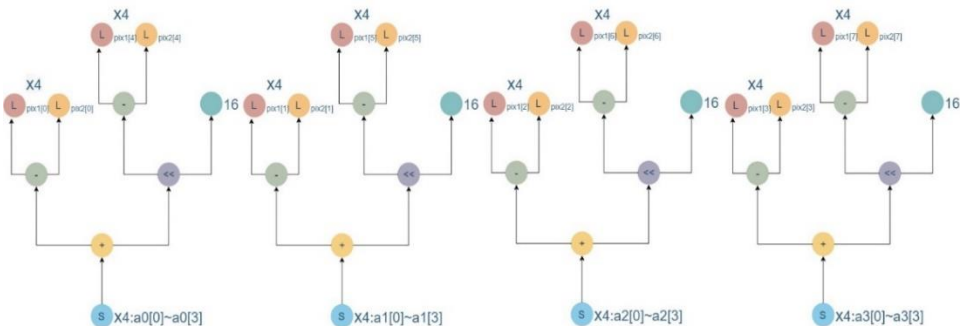 X4
L L
pix1[4] pix2[4]
X4
L L
pix1[0] pix2[0]
-
16
-
<<
+
S X4:a0[0]~a0[3]
X4
L L
pix1[5] pix2[5]
X4
L L
pix1[1] pix2[1]
-
16
-
<<
+
S X4:a1[0]~a1[3]
X4
L L
pix1[6] pix2[6]
X4
L L
pix1[2] pix2[2]
-
16
-
<<
+
S X4:a2[0]~a2[3]
X4
L L
pix1[7] pix2[7]
X4
L L
pix1[3] pix2[3]
-
16
-
<<
+
S X4:a3[0]~a3[3]